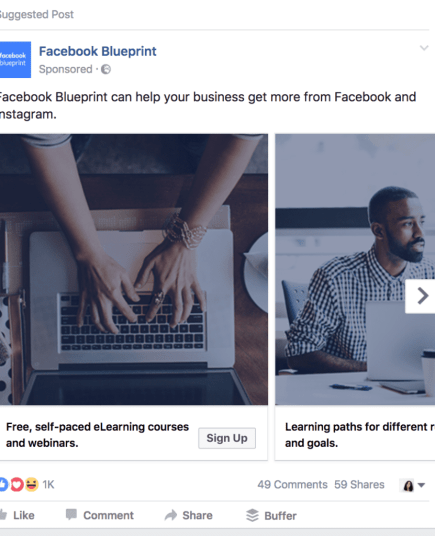 Suggested Post
facebook
blueprint
Facebook Blueprint
Sponsored ·
Facebook Blueprint can help your business get more from Facebook and
Instagram.
Free, self-paced eLearning courses
and webinars.
Sign Up
Learning paths for different r
and goals.
1K
49 Comments 59 Shares
Like
Comment
Share
Buffer